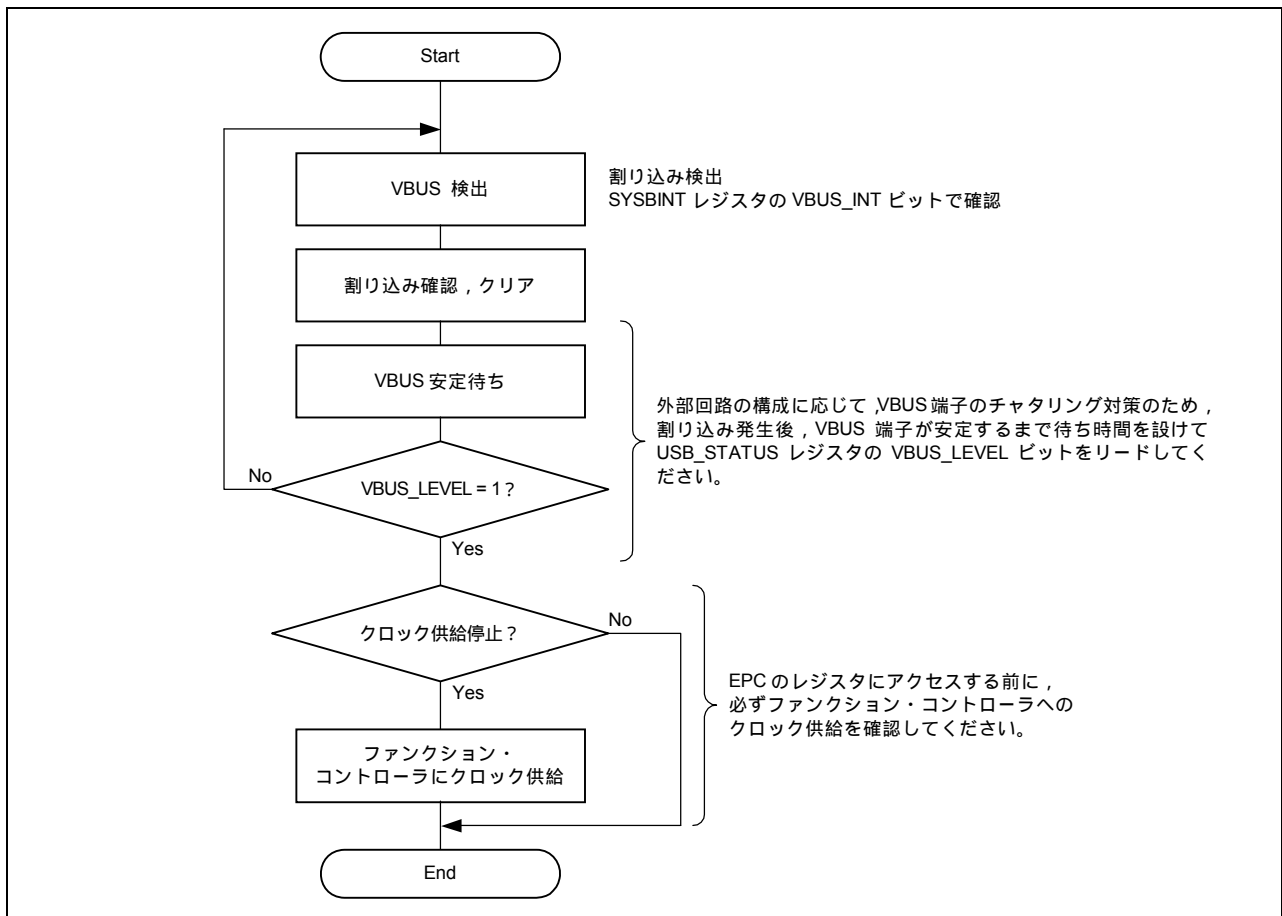 Start
VBUS 検出
割り込み検出
SYSBINT レジスタの VBUS_INT ビットで確認
割り込み確認，クリア
VBUS 安定待ち
外部回路の構成に応じて，VBUS 端子のチャタリング対策のため，
割り込み発生後，VBUS 端子が安定するまで待ち時間を設けて
USB_STATUS レジスタの VBUS_LEVEL ビットをリードしてく
ださい。
VBUS_LEVEL = 1 ?
No
Yes
クロック供給停止？
No
Yes
EPC のレジスタにアクセスする前に，
必ずファンクション・コントローラへの
クロック供給を確認してください。
ファンクション・
コントローラにクロック供給
End